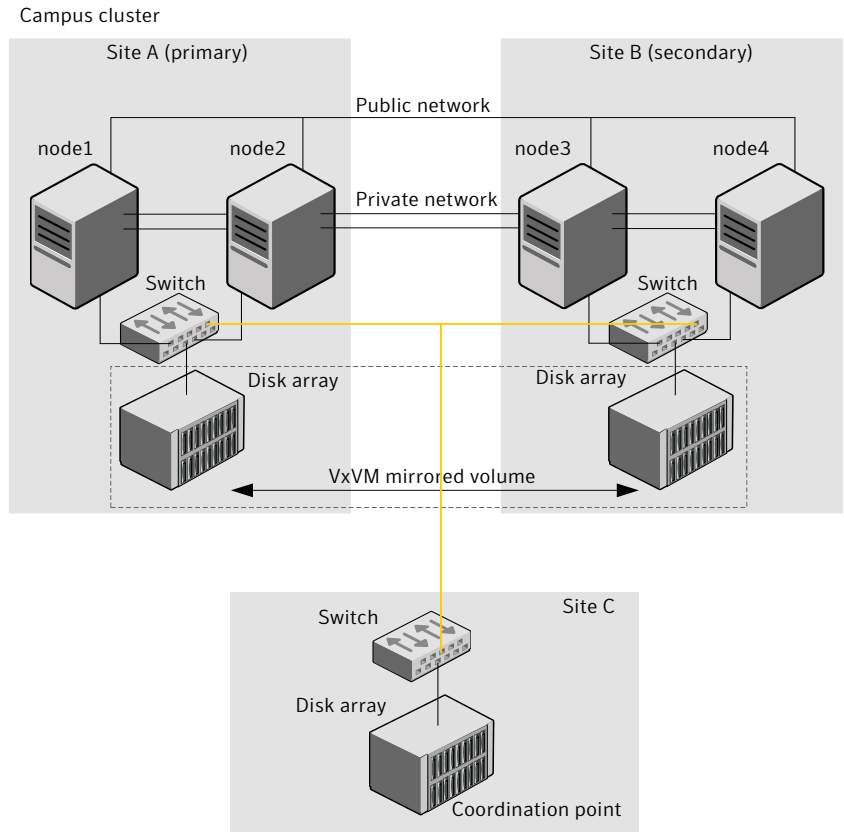 Campus cluster
Site A (primary)
Site B (secondary)
Public network
node1
node2
node3
node4
Private network
Switch
Switch
Disk array
Disk array
VxVM mirrored volume
Site C
Switch
Disk array
Coordination point